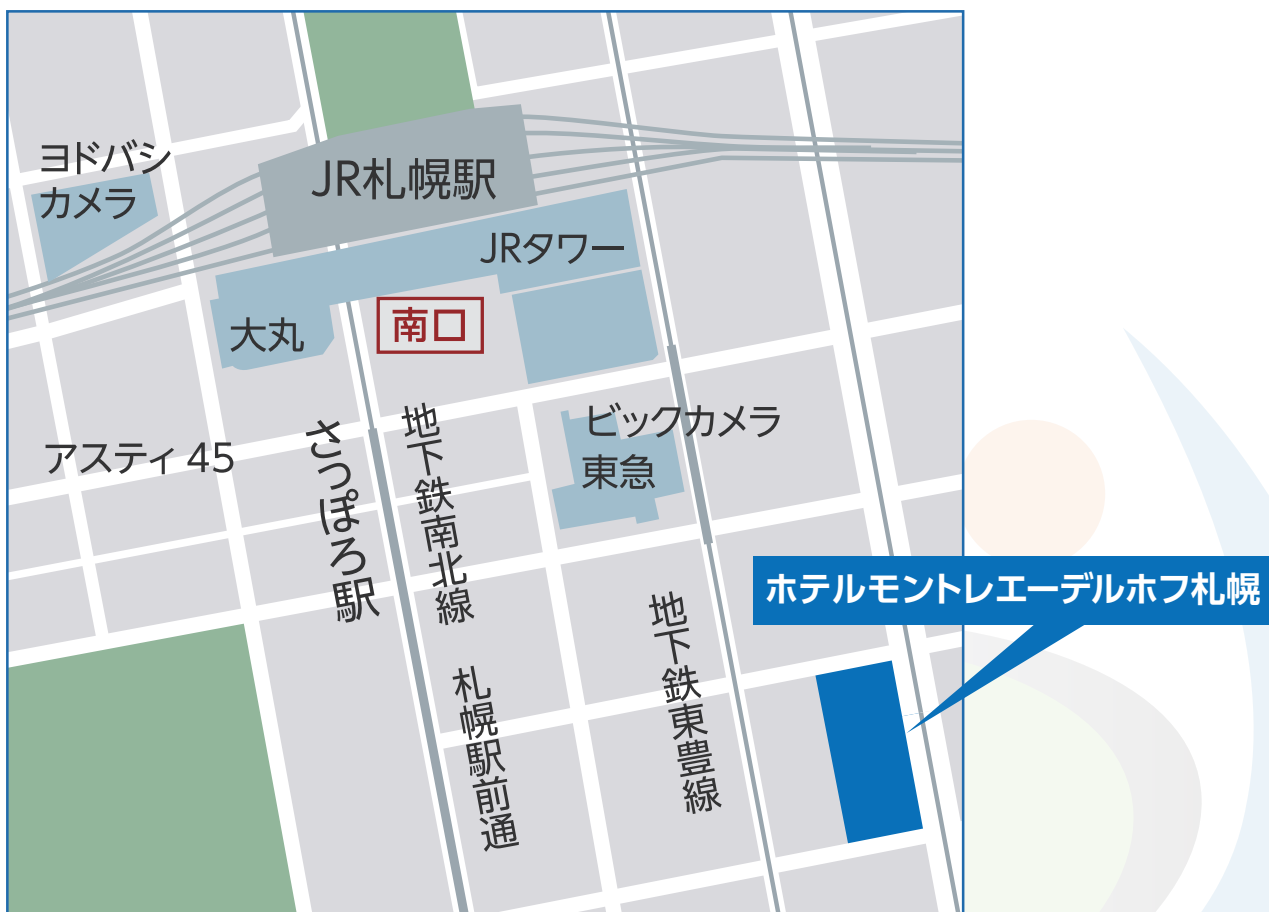 ヨドバシ
カメラ
JR札幌駅
JRタワー
南口
大丸
アスティ 45
さっぽろ駅
地下鉄南北線
ビックカメラ
東急
ホテルモントレエーデルホフ札幌
地下鉄東豊線
札幌駅前通